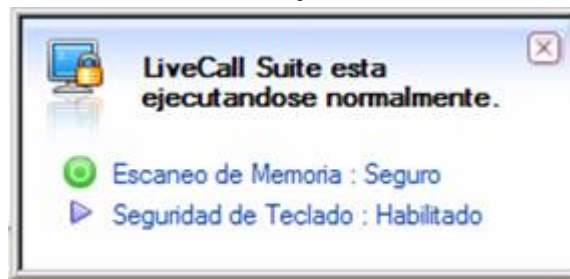 LiveCall Suite esta
ejecutandose normalmente.
Escaneo de Memoria : Seguro
Seguridad de Teclado : Habilitado